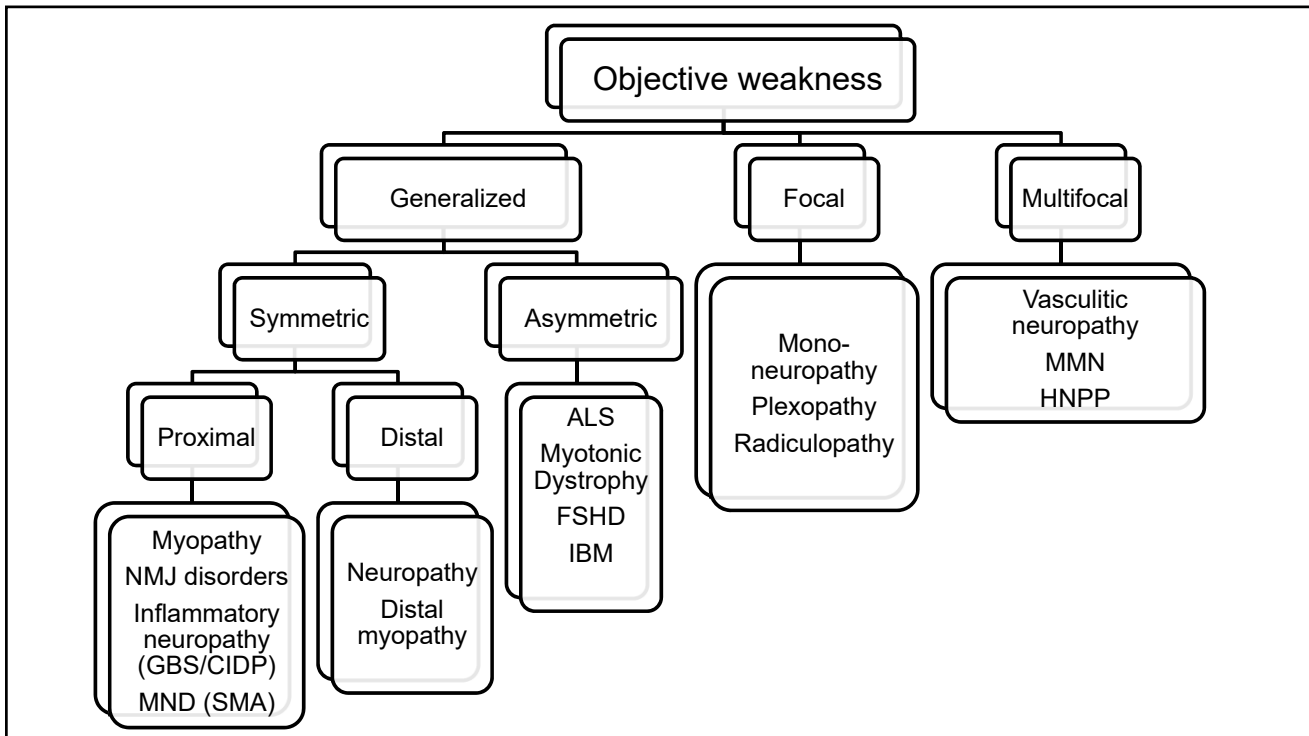 Objective weakness
Generalized
Focal
Multifocal
Symmetric
Asymmetric
Mono-
neuropathy
Plexopathy
Radiculopathy
Vasculitic
neuropathy
MMN
HNPP
Proximal
Distal
ALS
Myotonic
Dystrophy
FSHD
IBM
Myopathy
NMJ disorders
Inflammatory
neuropathy
(GBS/CIDP)
MND (SMA)
Neuropathy
Distal
myopathy